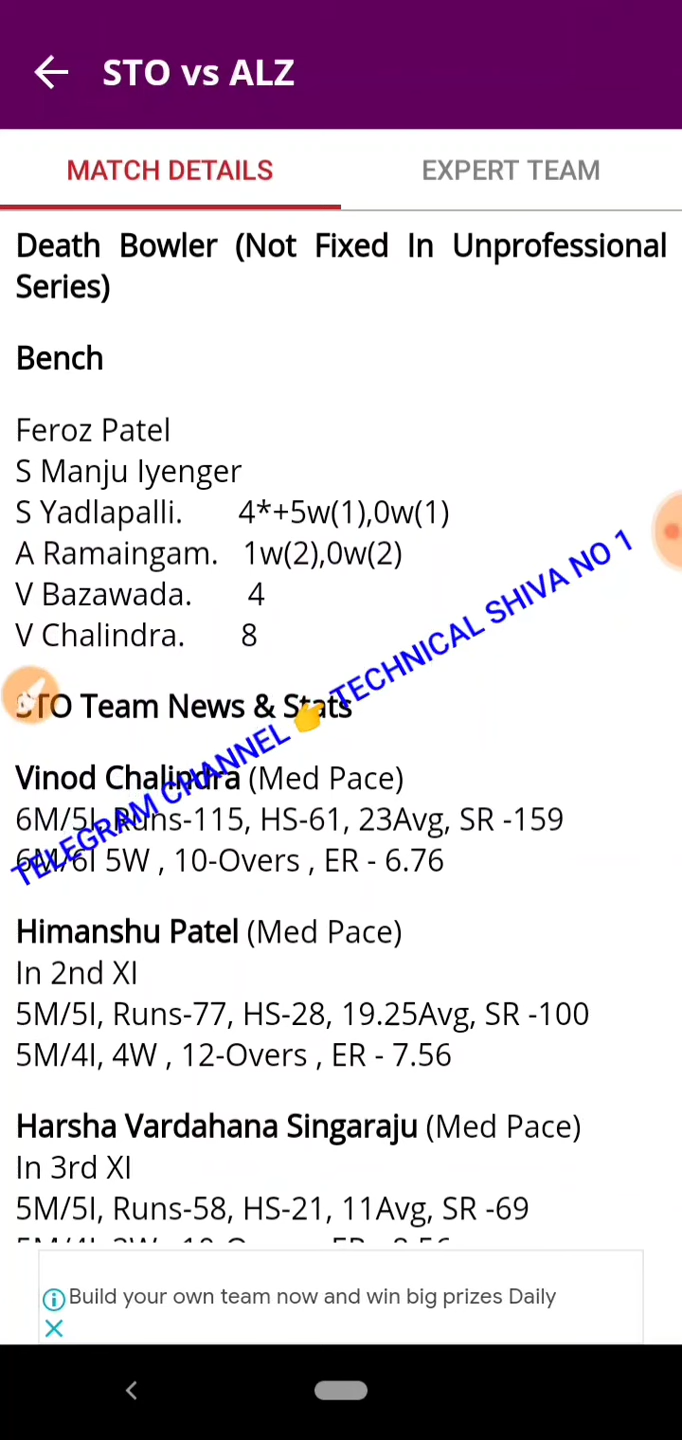 STO vs ALZ
MATCH DETAILS
EXPERT TEAM
Death Bowler (Not Fixed In Unprofessional
Series)
Bench
Feroz Patel
S Manju Iyenger
S Yadlapalli. 4*+5w(1),0w(1)
A Ramaingam. 1w(2),0w(2)
V Bazawada. 4
V Chalindra. 8
STO Team News & Stats
TELEGRAM CHANNEL 👉 TECHNICAL SHIVA NO 1
Vinod Chalindra (Med Pace)
6M/5I, Runs-115, HS-61, 23Avg, SR -159
6M/6I 5W , 10-Overs , ER - 6.76
Himanshu Patel (Med Pace)
In 2nd XI
5M/5I, Runs-77, HS-28, 19.25Avg, SR -100
5M/4I, 4W , 12-Overs , ER - 7.56
Harsha Vardahana Singaraju (Med Pace)
In 3rd XI
5M/5I, Runs-58, HS-21, 11Avg, SR -69
Build your own team now and win big prizes Daily